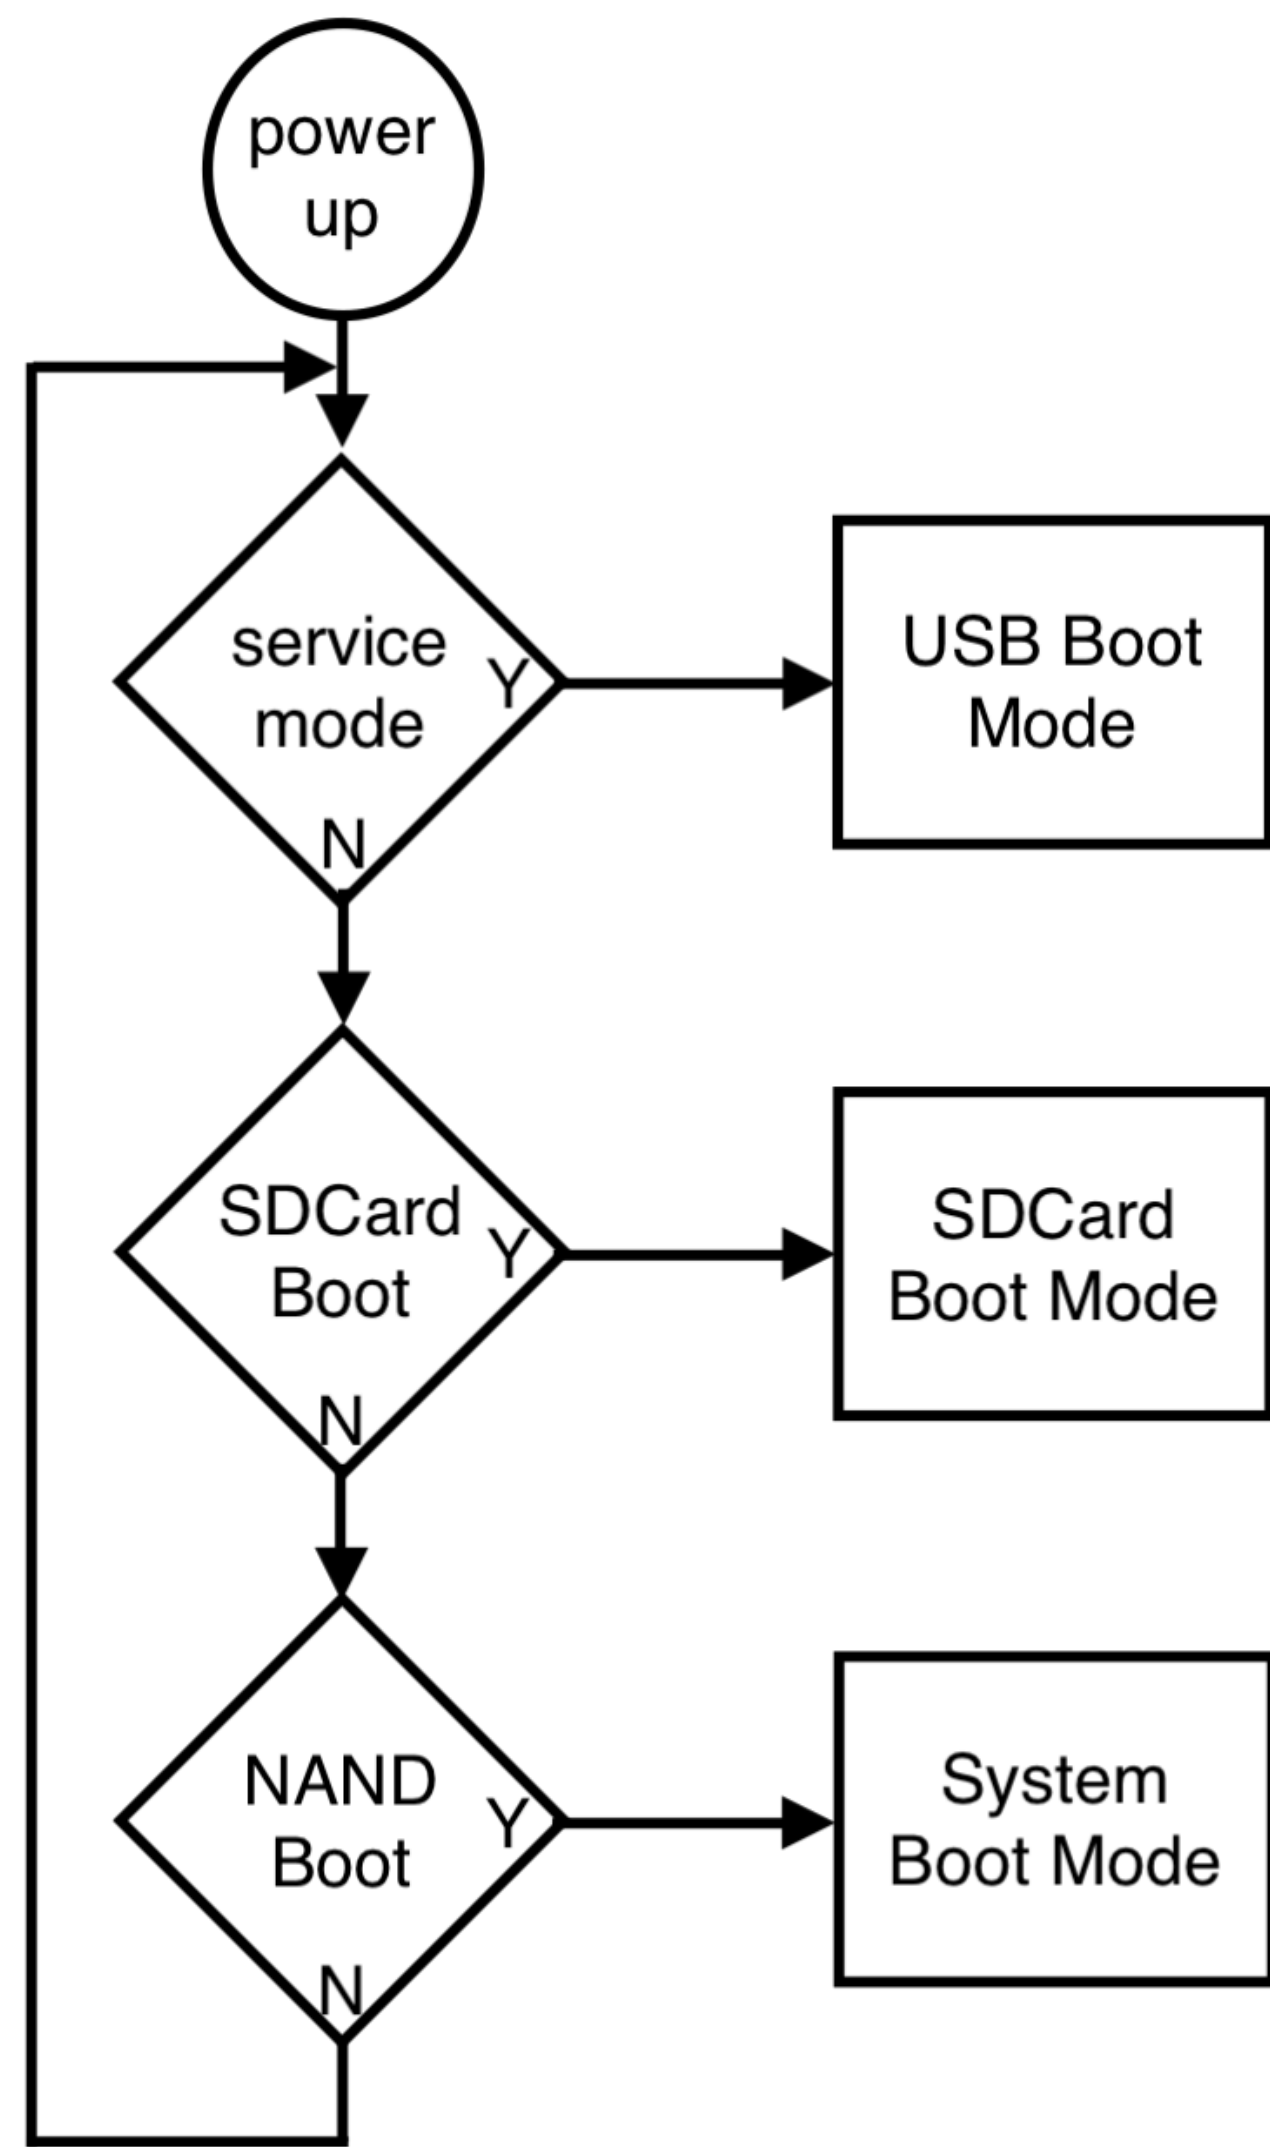 power
up
service
mode
Y
N
USB Boot
Mode
SDCard
Boot
Y
N
SDCard
Boot Mode
NAND
Boot
Y
N
System
Boot Mode